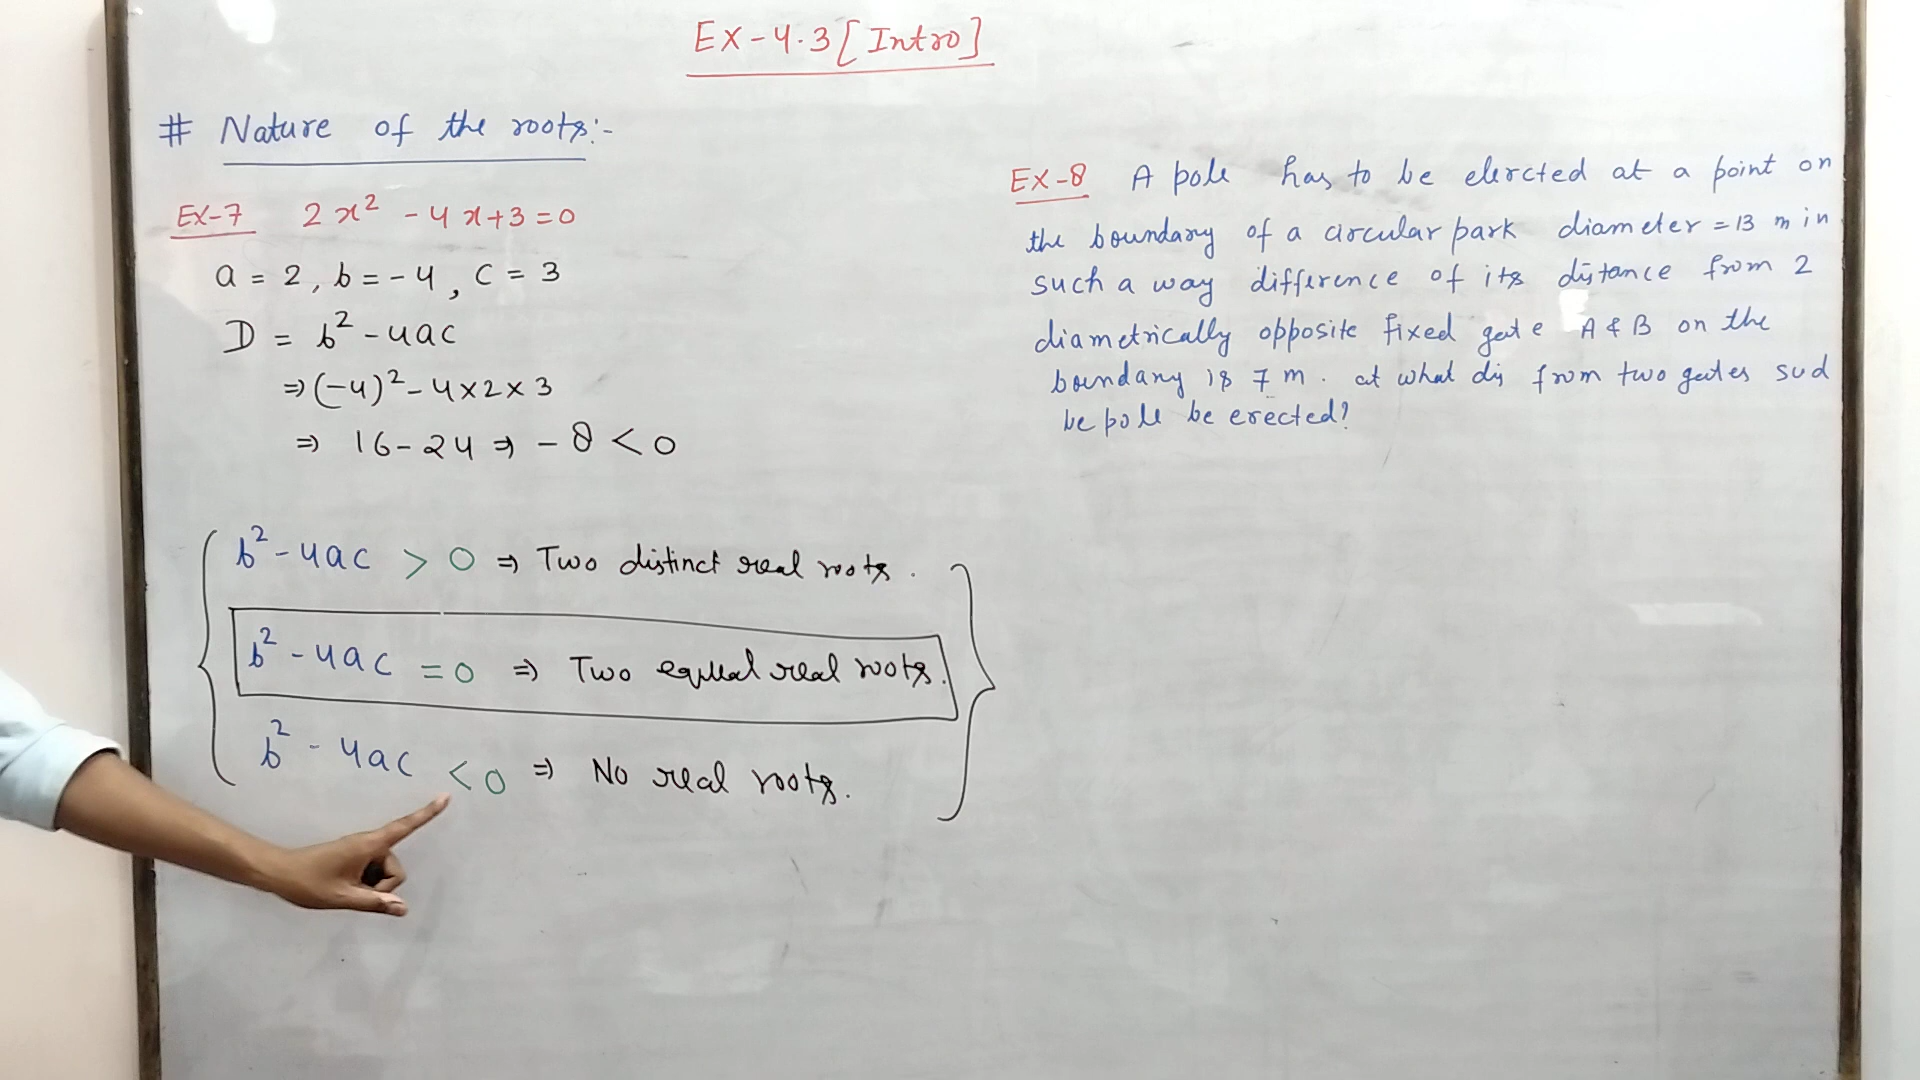 Ex-4.3 [Intro]
# Nature of the roots:-
Ex-7 2x² - 4x+3=0
a = 2, b = -4, c = 3
D = b² - 4ac
⇒ (-4)² - 4×2×3
⇒ 16-24 ⇒ -8 < 0
b² - 4ac > 0 ⇒ Two distinct real roots.
b² - 4ac = 0 ⇒ Two equal real roots.
b² - 4ac < 0 ⇒ No real roots.
Ex-8 A pole has to be elercted at a point on
the boundary of a circular park diameter = 13 m in
such a way difference of its distance from 2
diametrically opposite fixed gate A & B on the
boundary is 7 m. at what dis from two gates sud
be pole be erected?